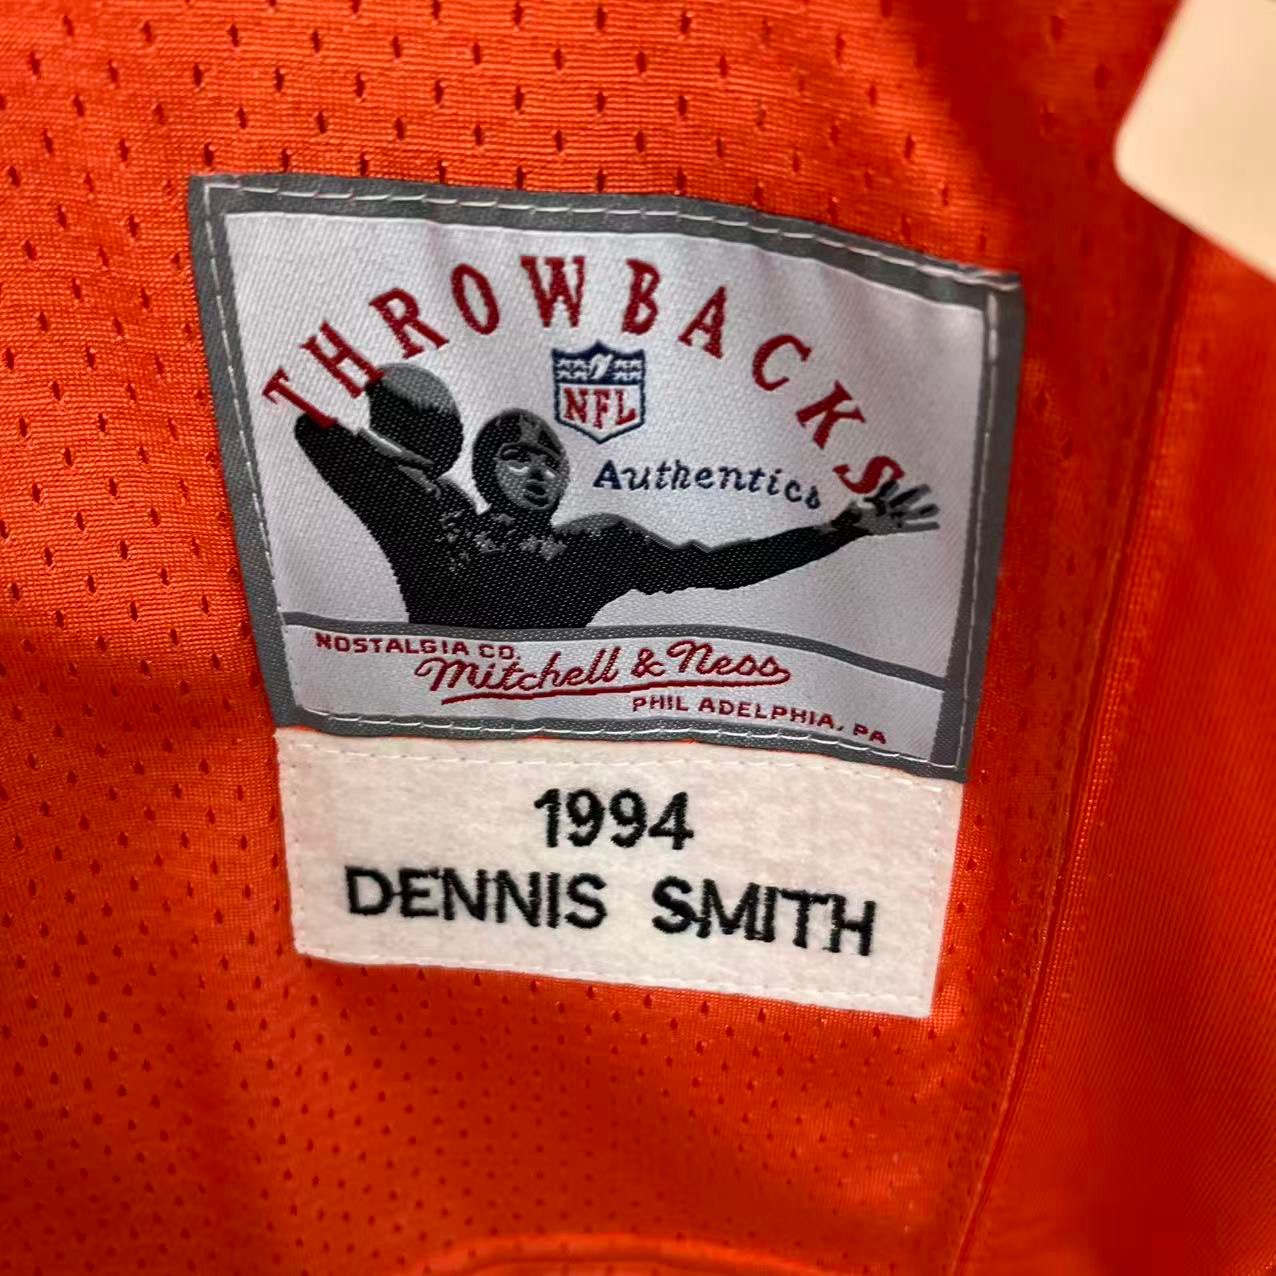 THROWBACKS
NFL
Authentics
NOSTALGIA CO.
Mitchell & Ness
PHILADELPHIA, PA
1994
DENNIS SMITH